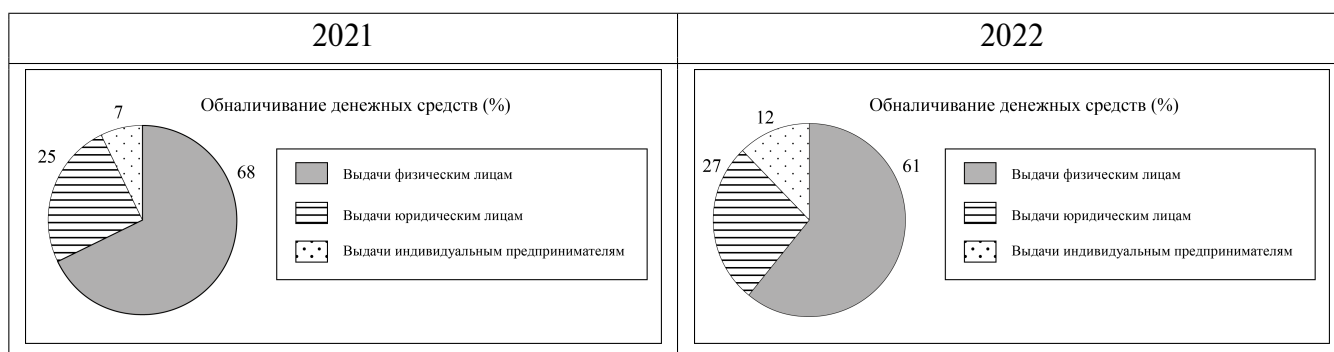 2021
2022
Обналичивание денежных средств (%)
7
25
68
Выдачи физическим лицам
Выдачи юридическим лицам
Выдачи индивидуальным предпринимателям
Обналичивание денежных средств (%)
12
27
61
Выдачи физическим лицам
Выдачи юридическим лицам
Выдачи индивидуальным предпринимателям